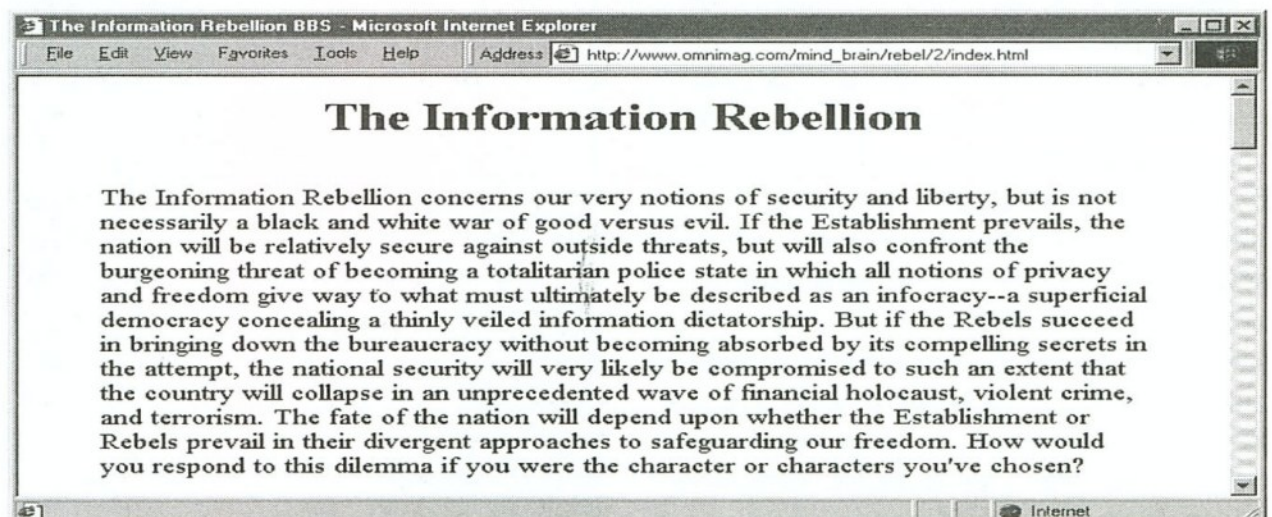 The Information Rebellion BBS - Microsoft Internet Explorer
File Edit View Favorites Tools Help Address http://www.omnimag.com/mind_brain/rebel/2/index.html
The Information Rebellion
The Information Rebellion concerns our very notions of security and liberty, but is not
necessarily a black and white war of good versus evil. If the Establishment prevails, the
nation will be relatively secure against outside threats, but will also confront the
burgeoning threat of becoming a totalitarian police state in which all notions of privacy
and freedom give way to what must ultimately be described as an infocracy--a superficial
democracy concealing a thinly veiled information dictatorship. But if the Rebels succeed
in bringing down the bureaucracy without becoming absorbed by its compelling secrets in
the attempt, the national security will very likely be compromised to such an extent that
the country will collapse in an unprecedented wave of financial holocaust, violent crime,
and terrorism. The fate of the nation will depend upon whether the Establishment or
Rebels prevail in their divergent approaches to safeguarding our freedom. How would
you respond to this dilemma if you were the character or characters you've chosen?
Internet